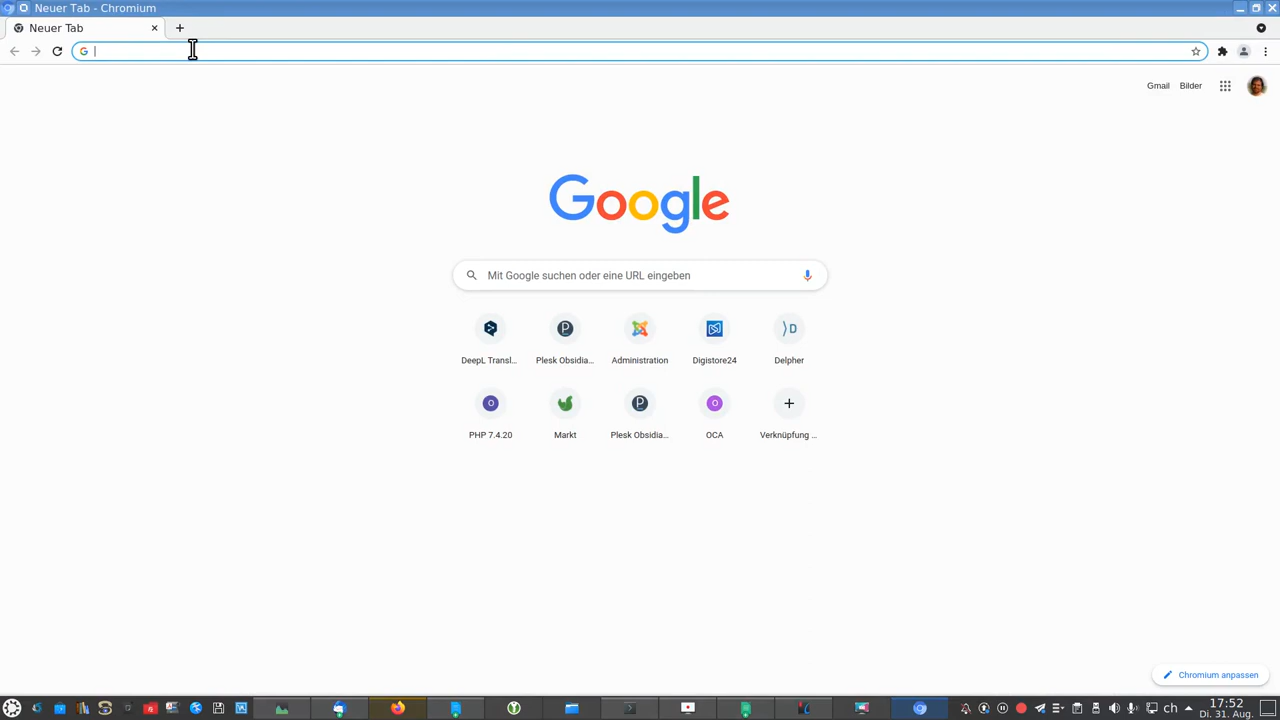 Neuer Tab - Chromium
Neuer Tab
Gmail Bilder
Google
Mit Google suchen oder eine URL eingeben
DeepL Transl... Plesk Obsidia... Administration Digistore24 Delpher
PHP 7.4.20 Markt Plesk Obsidia... OCA Verknüpfung ...
Chromium anpassen
ch 17:52
Di. 31. Aug.